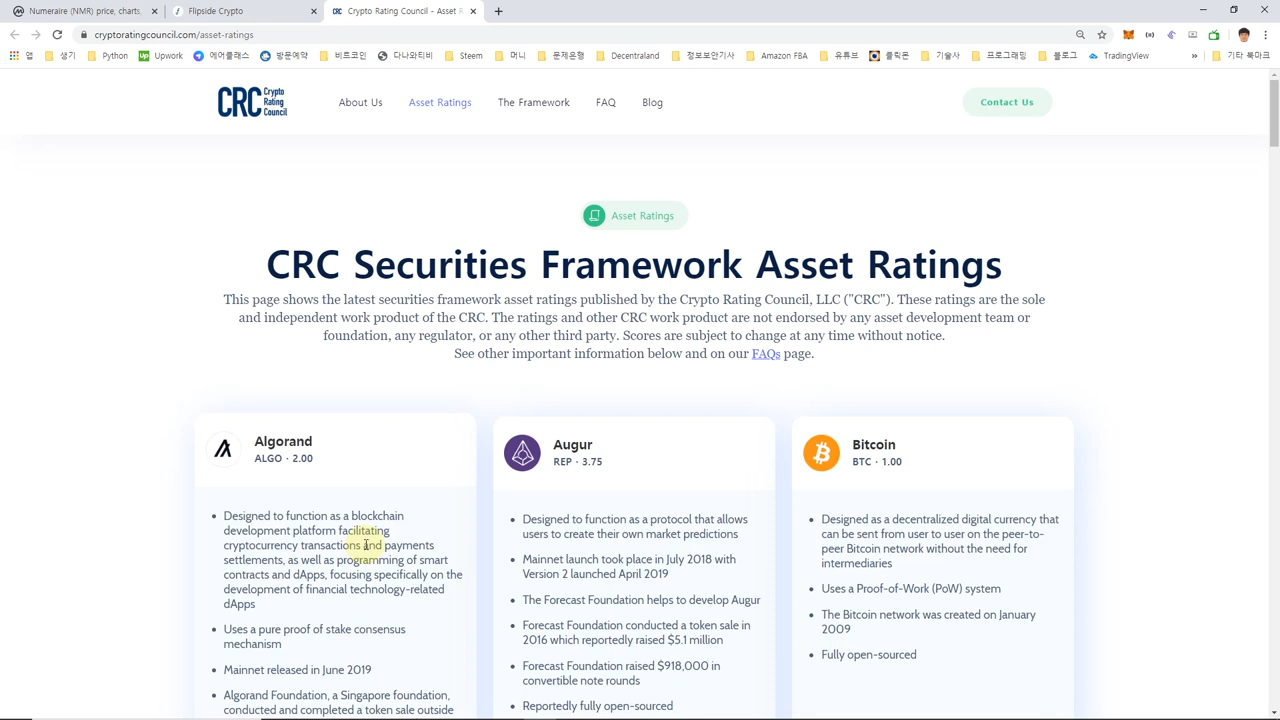 Numeraire (NMR) price, charts,
Flipside Crypto
Crypto Rating Council - Asset R
cryptoratingcouncil.com/asset-ratings
앱
생기
Python
Up Upwork
에어클래스
방문예약
비트코인
다나와티비
Steem
머니
문제은행
Decentraland
정보보안기사
Amazon FBA
유튜브
클릭몬
기술사
프로그래밍
블로그
TradingView
»
기타 북마크
CRC Crypto Rating Council
About Us
Asset Ratings
The Framework
FAQ
Blog
Contact Us
Asset Ratings
CRC Securities Framework Asset Ratings
This page shows the latest securities framework asset ratings published by the Crypto Rating Council, LLC ("CRC"). These ratings are the sole
and independent work product of the CRC. The ratings and other CRC work product are not endorsed by any asset development team or
foundation, any regulator, or any other third party. Scores are subject to change at any time without notice.
See other important information below and on our FAQs page.
Algorand
ALGO · 2.00
• Designed to function as a blockchain
development platform facilitating
cryptocurrency transactions and payments
settlements, as well as programming of smart
contracts and dApps, focusing specifically on the
development of financial technology-related
dApps
• Uses a pure proof of stake consensus
mechanism
• Mainnet released in June 2019
• Algorand Foundation, a Singapore foundation,
conducted and completed a token sale outside
Augur
REP · 3.75
• Designed to function as a protocol that allows
users to create their own market predictions
• Mainnet launch took place in July 2018 with
Version 2 launched April 2019
• The Forecast Foundation helps to develop Augur
• Forecast Foundation conducted a token sale in
2016 which reportedly raised $5.1 million
• Forecast Foundation raised $918,000 in
convertible note rounds
• Reportedly fully open-sourced
Bitcoin
BTC · 1.00
• Designed as a decentralized digital currency that
can be sent from user to user on the peer-to-
peer Bitcoin network without the need for
intermediaries
• Uses a Proof-of-Work (PoW) system
• The Bitcoin network was created on January
2009
• Fully open-sourced